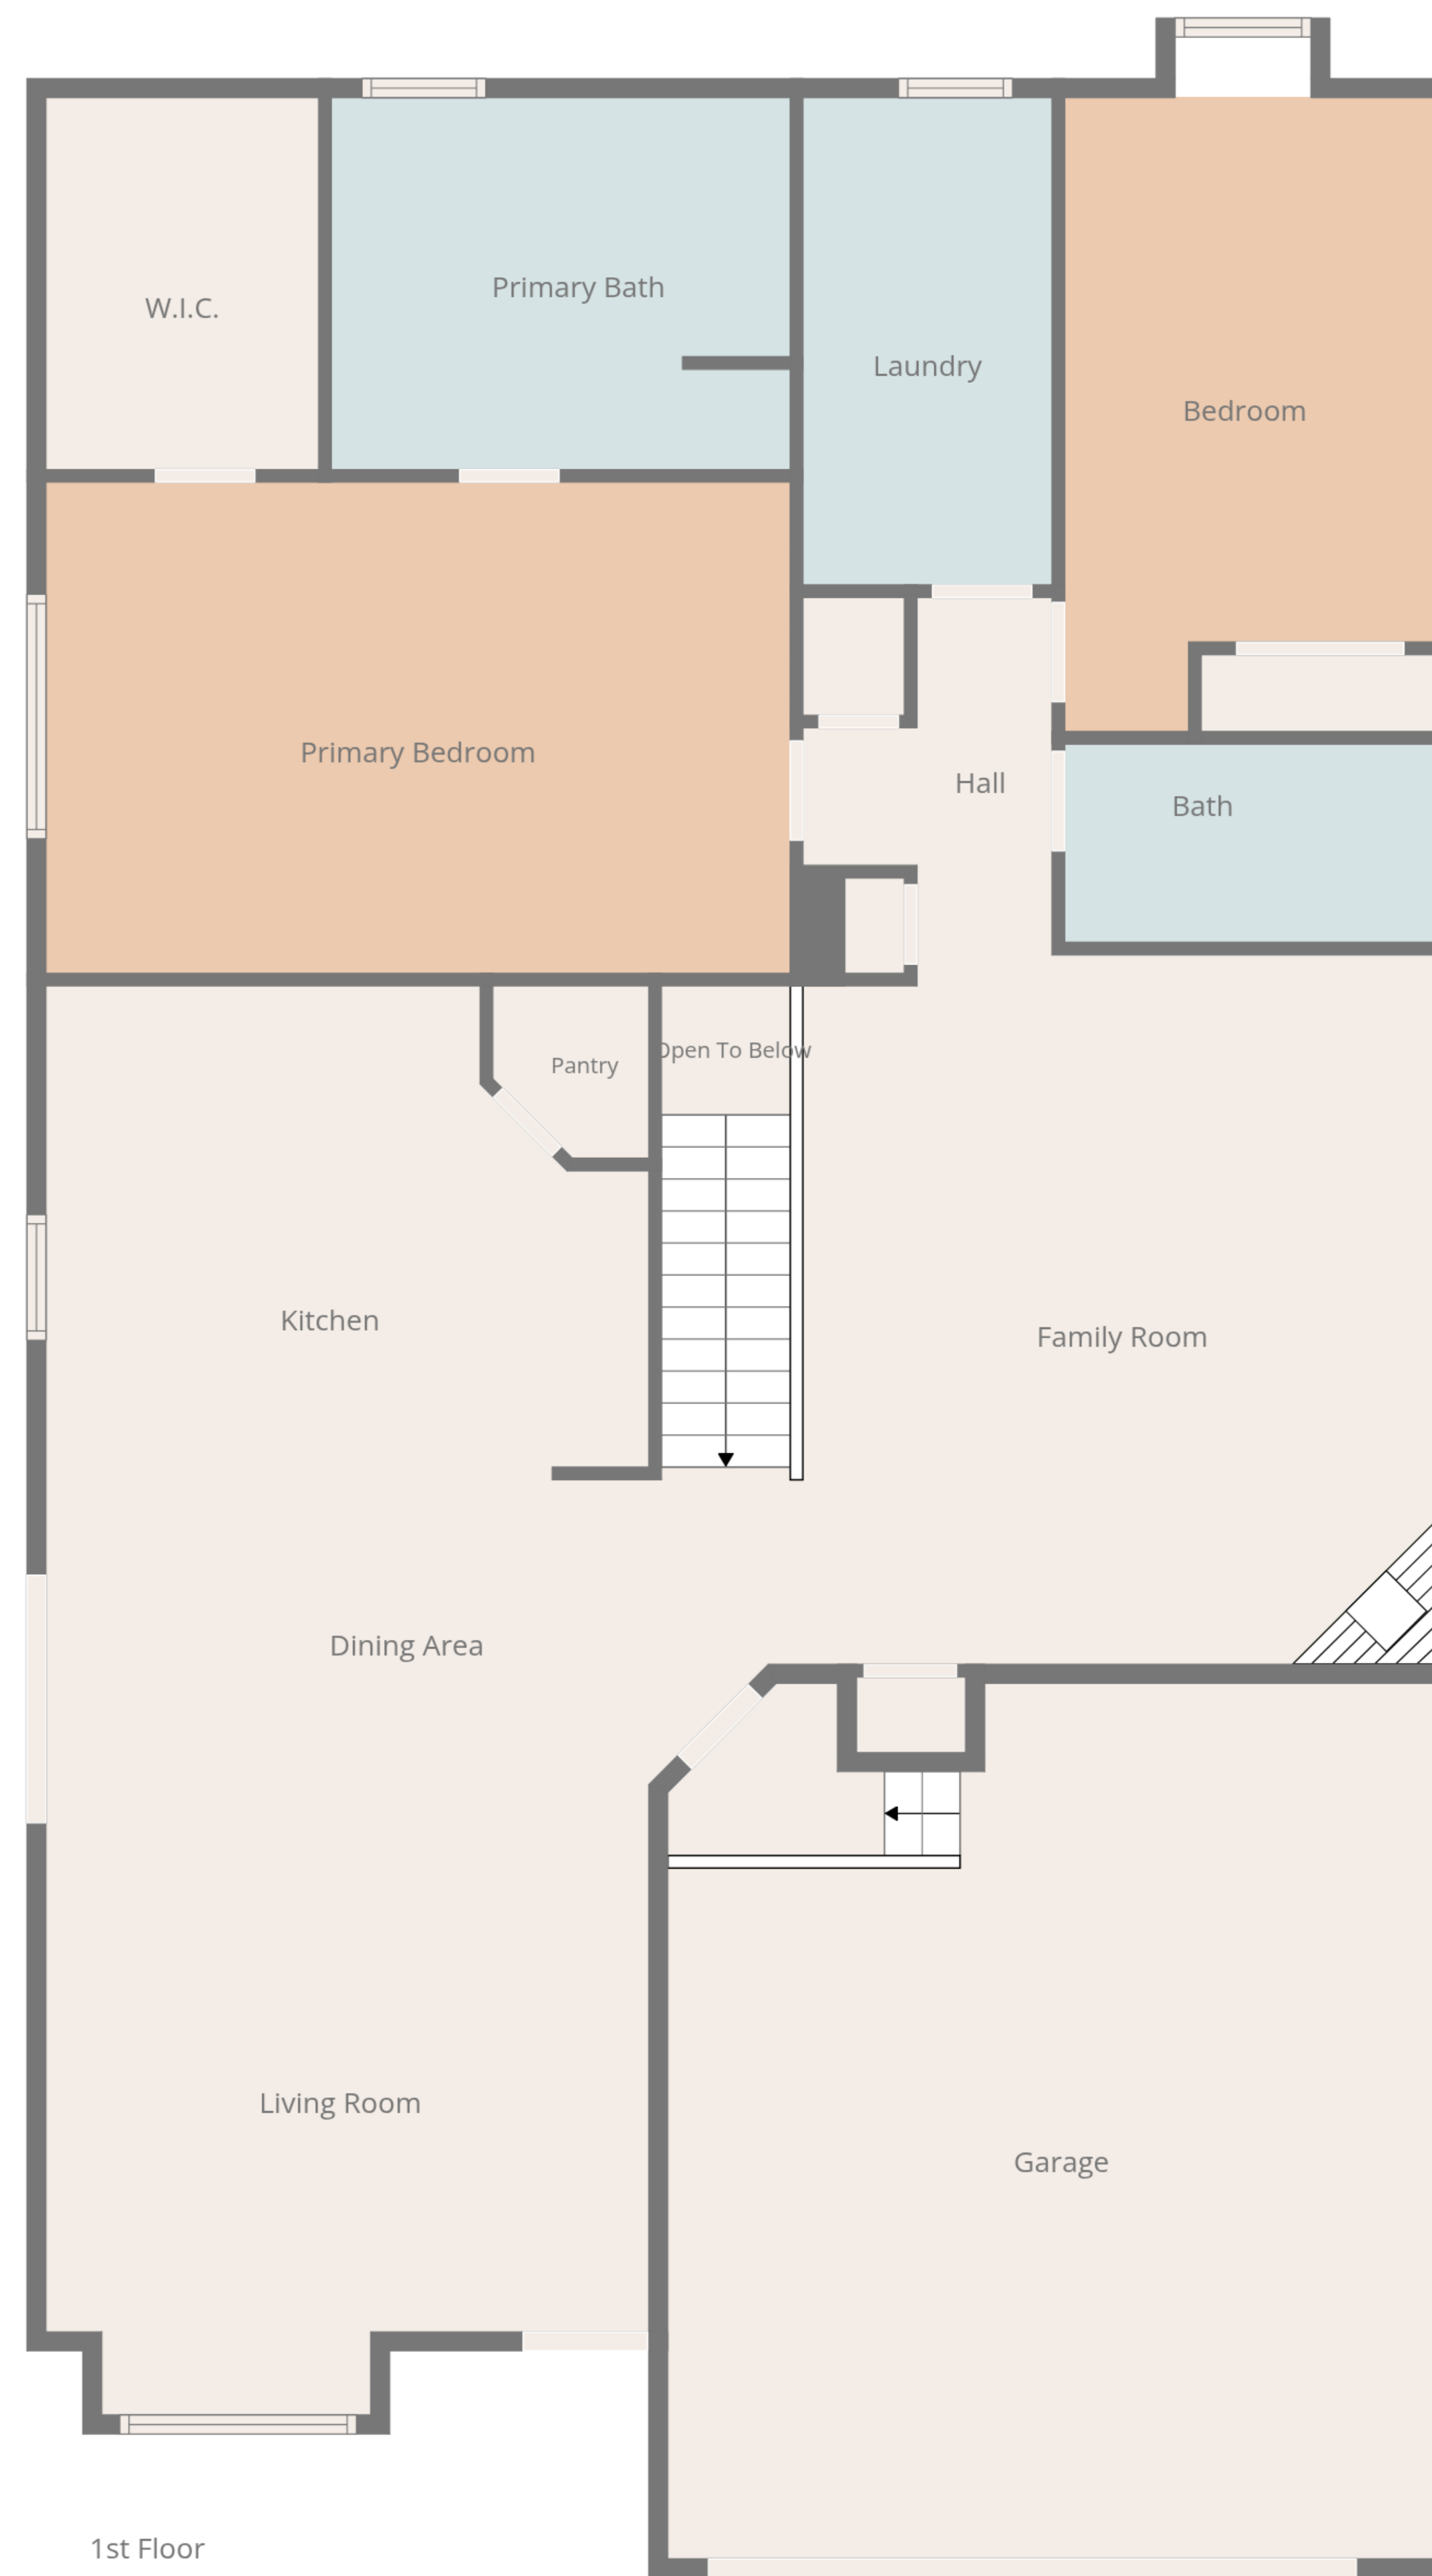 Primary Bath
W.I.C.
Laundry
Bedroom
Primary Bedroom
Hall
Bath
Open To Below
Pantry
Kitchen
Family Room
Dining Area
Living Room
Garage
1st Floor